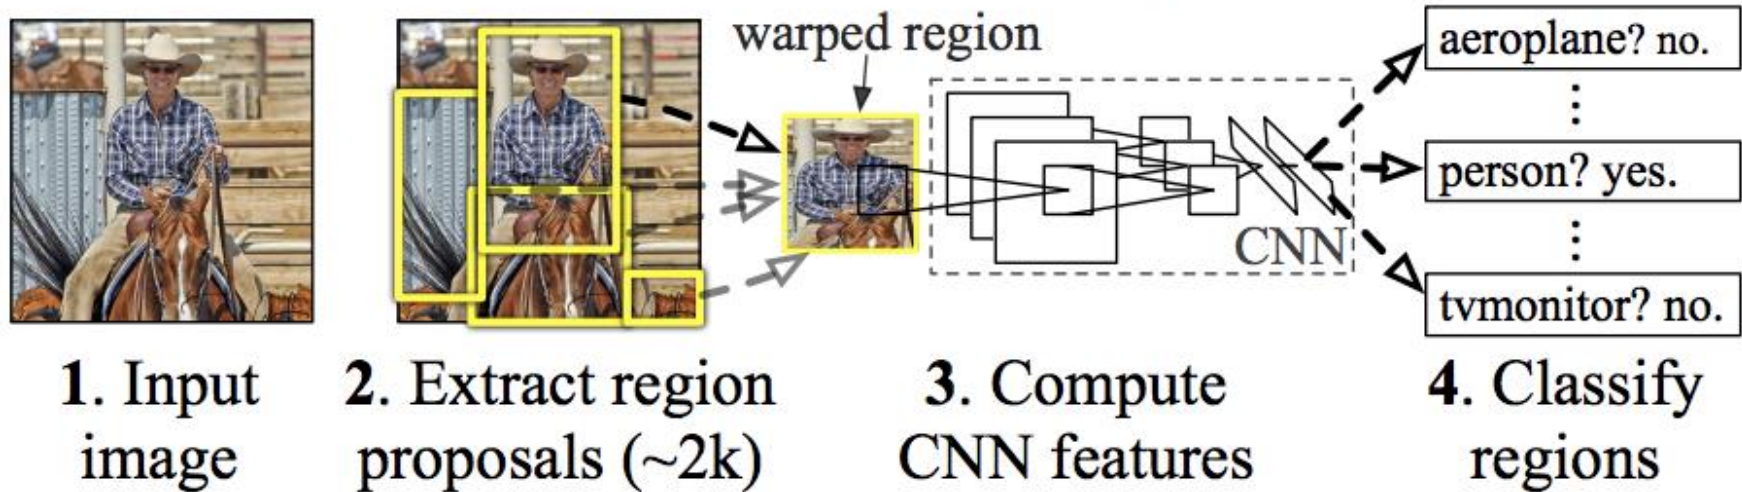 warped region
aeroplane? no.
person? yes.
CNN
tvmonitor? no.
1. Input
image
2. Extract region
proposals (~2k)
3. Compute
CNN features
4. Classify
regions